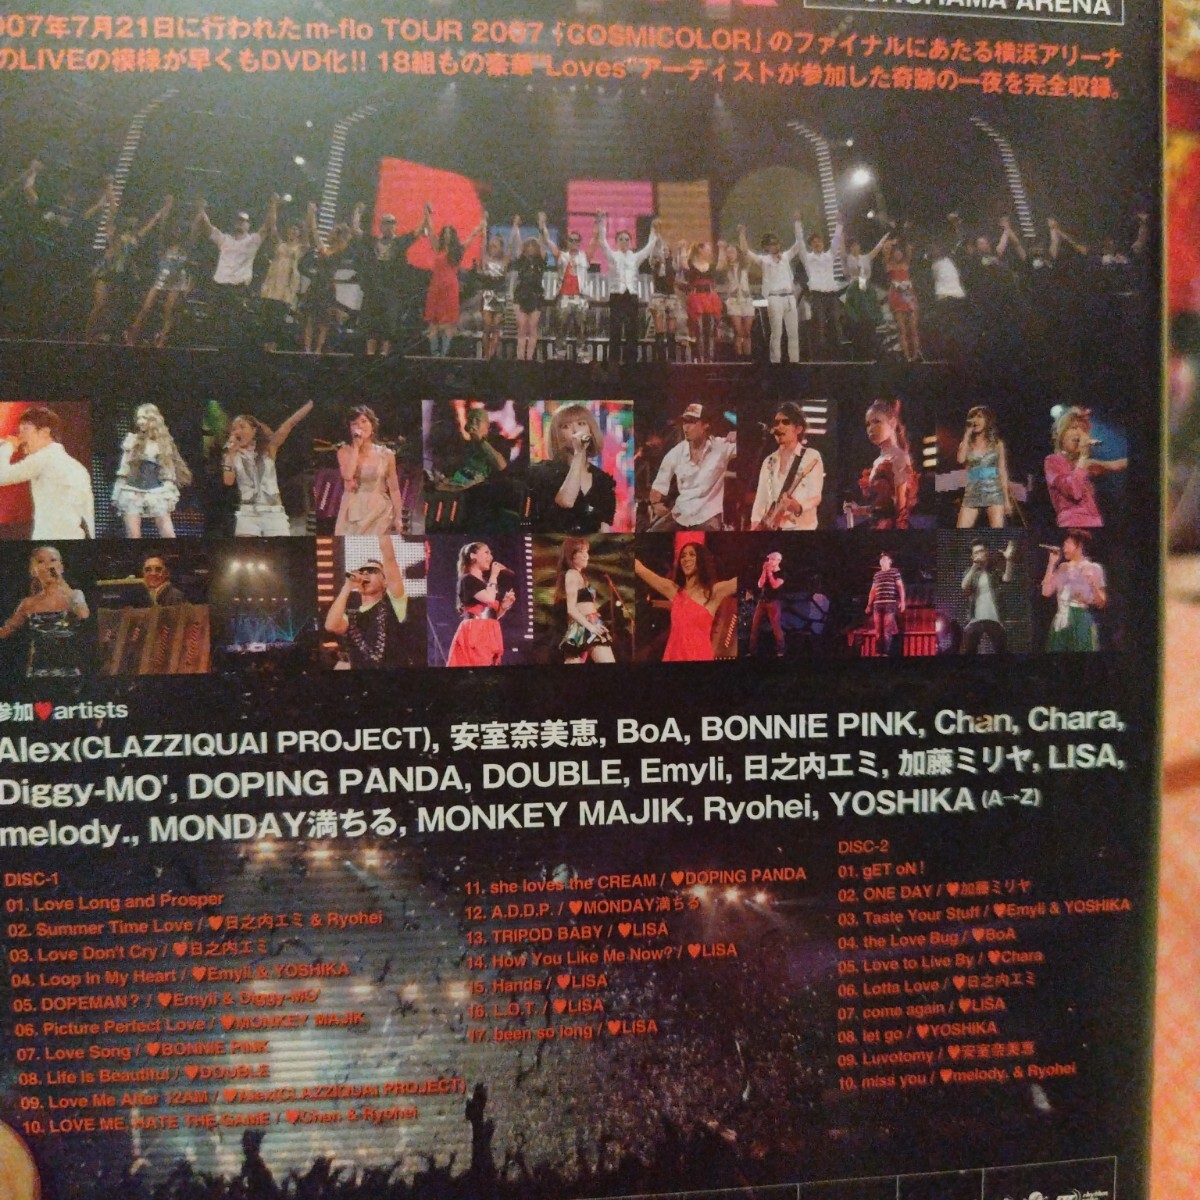 ARENA
007年7月21日に行われたm-flo TOUR 2007「COSMICOLOR」のファイナルにあたる横浜アリーナ
のLIVEの模様が早くもDVD化!! 18組もの豪華"Loves"アーティストが参加した奇跡の一夜を完全収録。
参加♥artists
Alex(CLAZZIQUAI PROJECT), 安室奈美恵, BoA, BONNIE PINK, Chan, Chara,
Diggy-MO', DOPING PANDA, DOUBLE, Emyli, 日之内エミ, 加藤ミリヤ, LISA,
melody., MONDAY満ちる, MONKEY MAJIK, Ryohei, YOSHIKA (A→Z)
DISC-1
01. Love Long and Prosper
02. Summer Time Love / ♥日之内エミ & Ryohei
03. Love Don't Cry / ♥日之内エミ
04. Loop In My Heart / ♥Emyli & YOSHIKA
05. DOPEMAN? / ♥Emyli & Diggy-MO'
06. Picture Perfect Love / ♥MONKEY MAJIK
07. Love Song / ♥BONNIE PINK
08. Life is Beautiful / ♥DOUBLE
09. Love Me After 12AM / ♥Alex(CLAZZIQUAI PROJECT)
10. LOVE ME, HATE THE GAME / ♥Chan & Ryohei
11. she loves the CREAM / ♥DOPING PANDA
12. A.D.D.P. / ♥MONDAY満ちる
13. TRIPOD BABY / ♥LISA
14. How You Like Me Now? / ♥LISA
15. Hands / ♥LISA
16. L.O.T. / ♥LISA
17. been so long / ♥LISA
DISC-2
01. gET oN !
02. ONE DAY / ♥加藤ミリヤ
03. Taste Your Stuff / ♥Emyli & YOSHIKA
04. the Love Bug / ♥BoA
05. Love to Live By / ♥Chara
06. Lotta Love / ♥日之内エミ
07. come again / ♥LISA
08. let go / ♥YOSHIKA
09. Luvotomy / ♥安室奈美恵
10. miss you / ♥melody. & Ryohei